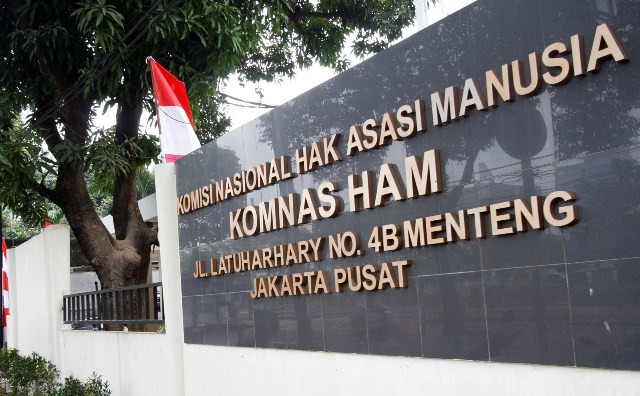 KOMISI NASIONAL HAK ASASI MANUSIA
KOMNAS HAM
JL. LATUHARHARY NO. 4B MENTENG
JAKARTA PUSAT